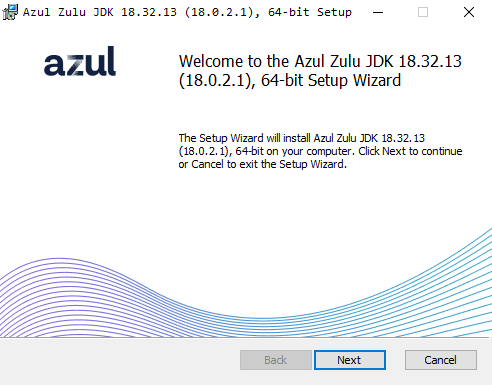 Azul Zulu JDK 18.32.13 (18.0.2.1), 64-bit Setup
azul
Welcome to the Azul Zulu JDK 18.32.13
(18.0.2.1), 64-bit Setup Wizard
The Setup Wizard will install Azul Zulu JDK 18.32.13
(18.0.2.1), 64-bit on your computer. Click Next to continue
or Cancel to exit the Setup Wizard.
Back
Next
Cancel